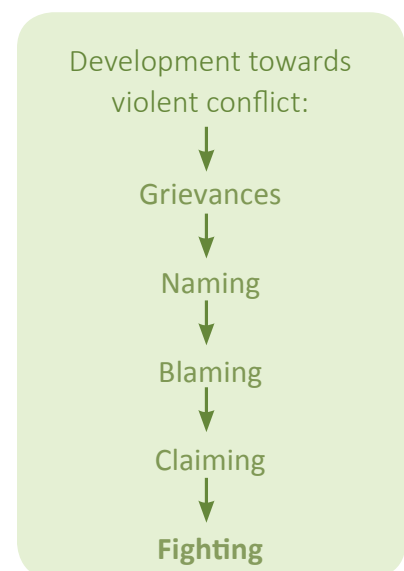 Development towards
violent conflict:
Grievances
Naming
Blaming
Claiming
Fighting